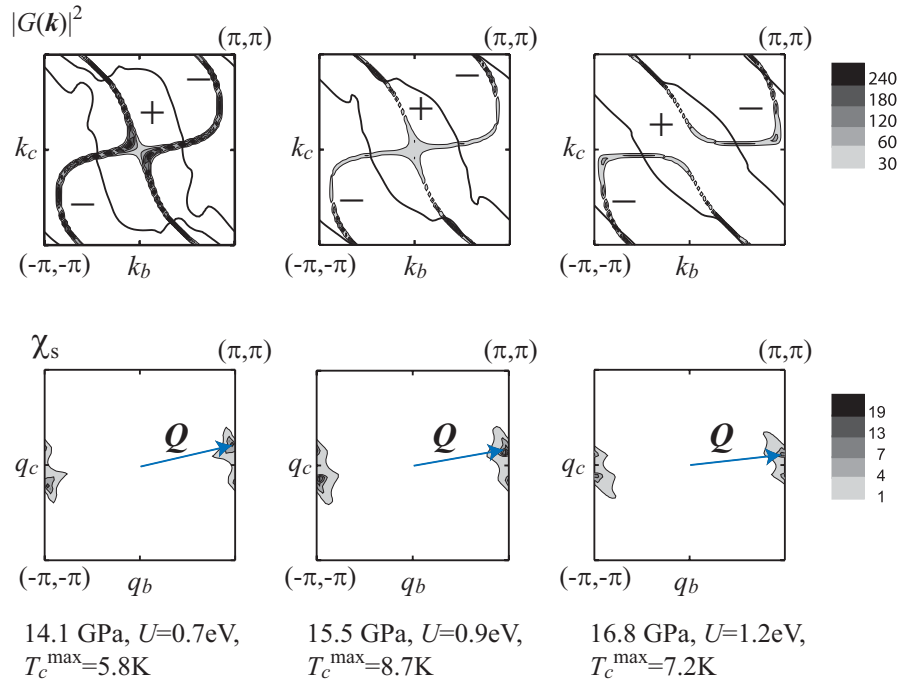 |G(k)|²
(π,π) (π,π) (π,π)
− − −
+ + +
k_c k_c k_c
− − −
(-π,-π) k_b (-π,-π) k_b (-π,-π) k_b
240
180
120
60
30
χ_s
(π,π) (π,π) (π,π)
Q Q Q
q_c q_c q_c
(-π,-π) q_b (-π,-π) q_b (-π,-π) q_b
19
13
7
4
1
14.1 GPa, U=0.7eV, 15.5 GPa, U=0.9eV, 16.8 GPa, U=1.2eV,
T_c^max=5.8K T_c^max=8.7K T_c^max=7.2K